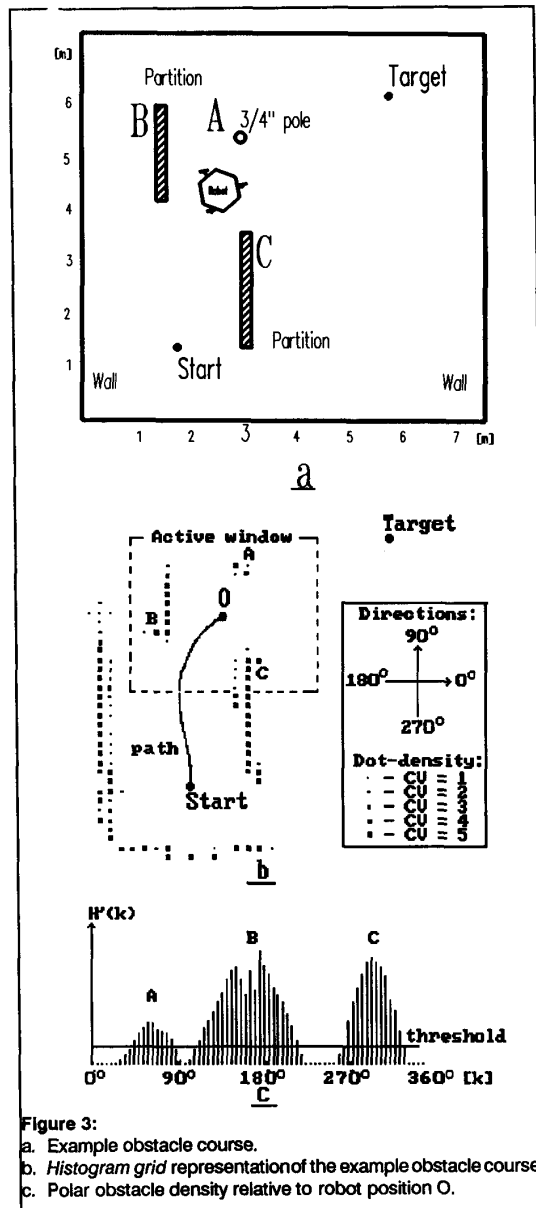 [m]
Partition
Target
6
B
A
3/4" pole
5
Robot
4
C
3
2
Partition
Start
1
Wall
Wall
1 2 3 4 5 6 7 [m]
a
Target
Active window
A
O
B
C
path
Start
Directions:
90°
180°
0°
270°
Dot-density:
- CV = 1
- CV = 2
- CV = 3
- CV = 4
- CV = 5
b
H'(k)
A
B
C
threshold
0° 90° 180° 270° 360° [k]
C
Figure 3:
a. Example obstacle course.
b. Histogram grid representationof the example obstacle course
c. Polar obstacle density relative to robot position O.